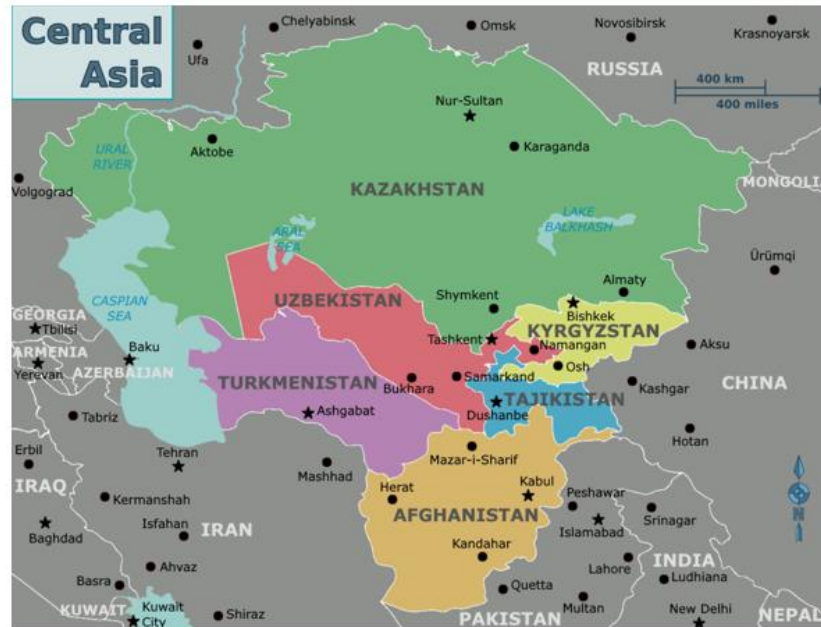 Central
Asia
Chelyabinsk
Omsk
Novosibirsk
Krasnoyarsk
Ufa
RUSSIA
400 km
400 miles
Nur-Sultan
URAL
RIVER
Aktobe
Karaganda
Volgograd
KAZAKHSTAN
MONGOLI
ARAL
SEA
LAKE
BALKHASH
Ürümqi
Almaty
CASPIAN
SEA
UZBEKISTAN
Shymkent
Bishkek
GEORGIA
Tbilisi
KYRGYZSTAN
Tashkent
Namangan
Aksu
ARMENIA
Baku
Yerevan
AZERBAIJAN
TURKMENISTAN
Bukhara
Samarkand
Osh
Kashgar
CHINA
TAJIKISTAN
Tabriz
Ashgabat
Dushanbe
Hotan
Erbil
Tehran
Mashhad
Mazar-i-Sharif
IRAQ
Kermanshah
Herat
Kabul
Peshawar
Srinagar
N
Baghdad
Isfahan
IRAN
AFGHANISTAN
Islamabad
Kandahar
Lahore
INDIA
Ahvaz
Basra
Quetta
Ludhiana
KUWAIT
Kuwait
City
Shiraz
PAKISTAN
Multan
New Delhi
NEPAL